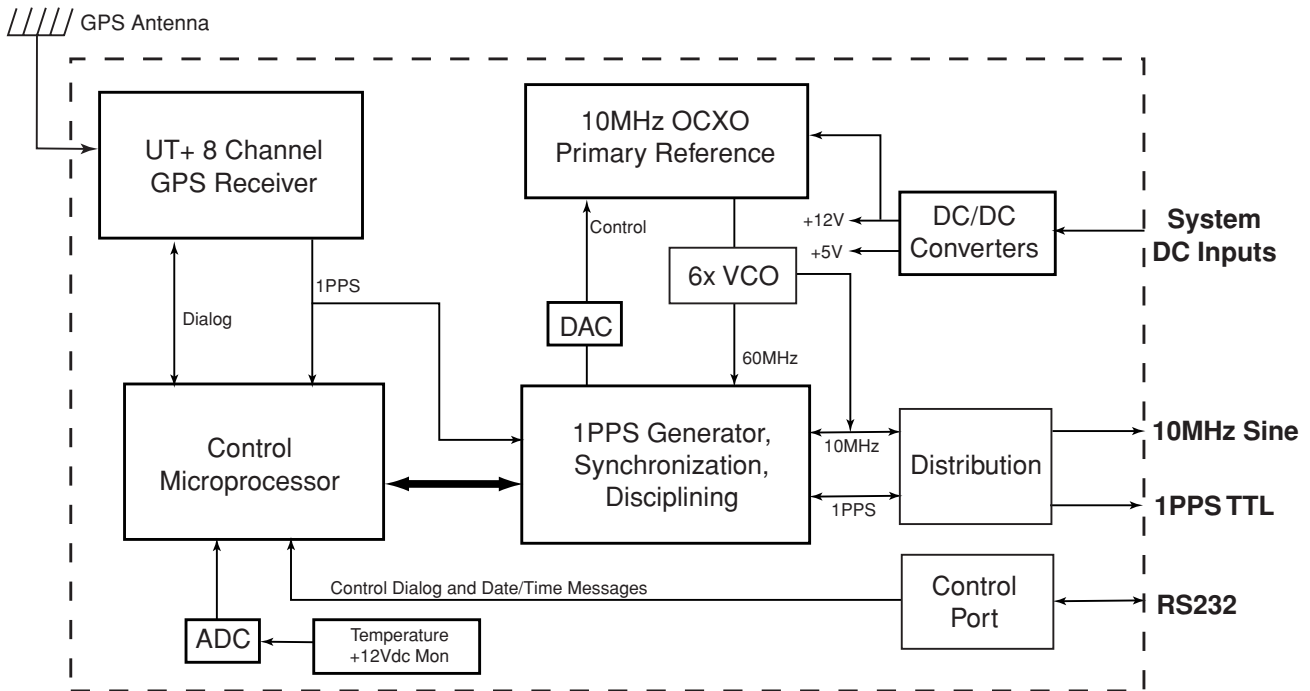 GPS Antenna
UT+ 8 Channel
GPS Receiver
10MHz OCXO
Primary Reference
DC/DC
Converters
System
DC Inputs
+12V
+5V
Control
6x VCO
1PPS
Dialog
DAC
60MHz
Control
Microprocessor
1PPS Generator,
Synchronization,
Disciplining
10MHz
1PPS
Distribution
10MHz Sine
1PPS TTL
Control Dialog and Date/Time Messages
Control
Port
RS232
ADC
Temperature
+12Vdc Mon